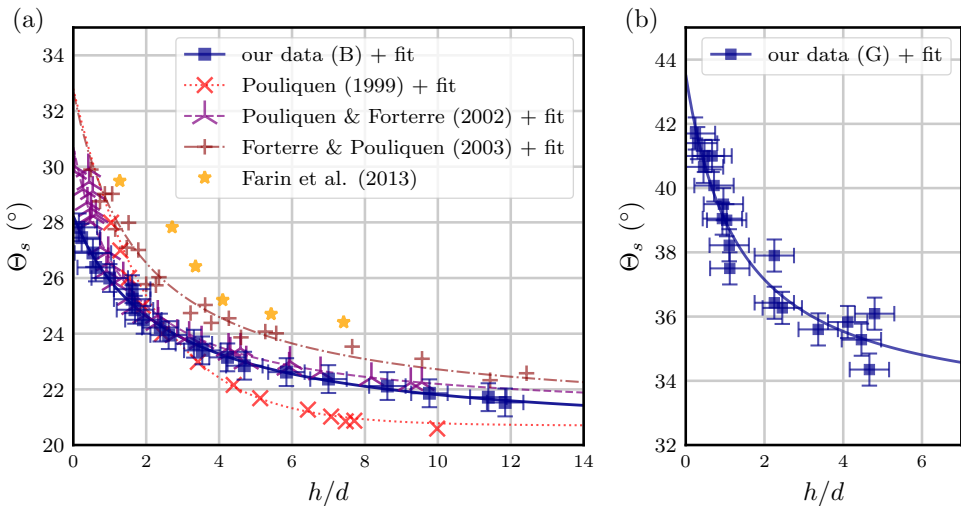 (a)
our data (B) + fit
Pouliquen (1999) + fit
Pouliquen & Forterre (2002) + fit
Forterre & Pouliquen (2003) + fit
Farin et al. (2013)
Θs (°)
34
32
30
28
26
24
22
20
0 2 4 6 8 10 12 14
h/d
(b)
our data (G) + fit
Θs (°)
44
42
40
38
36
34
32
0 2 4 6
h/d